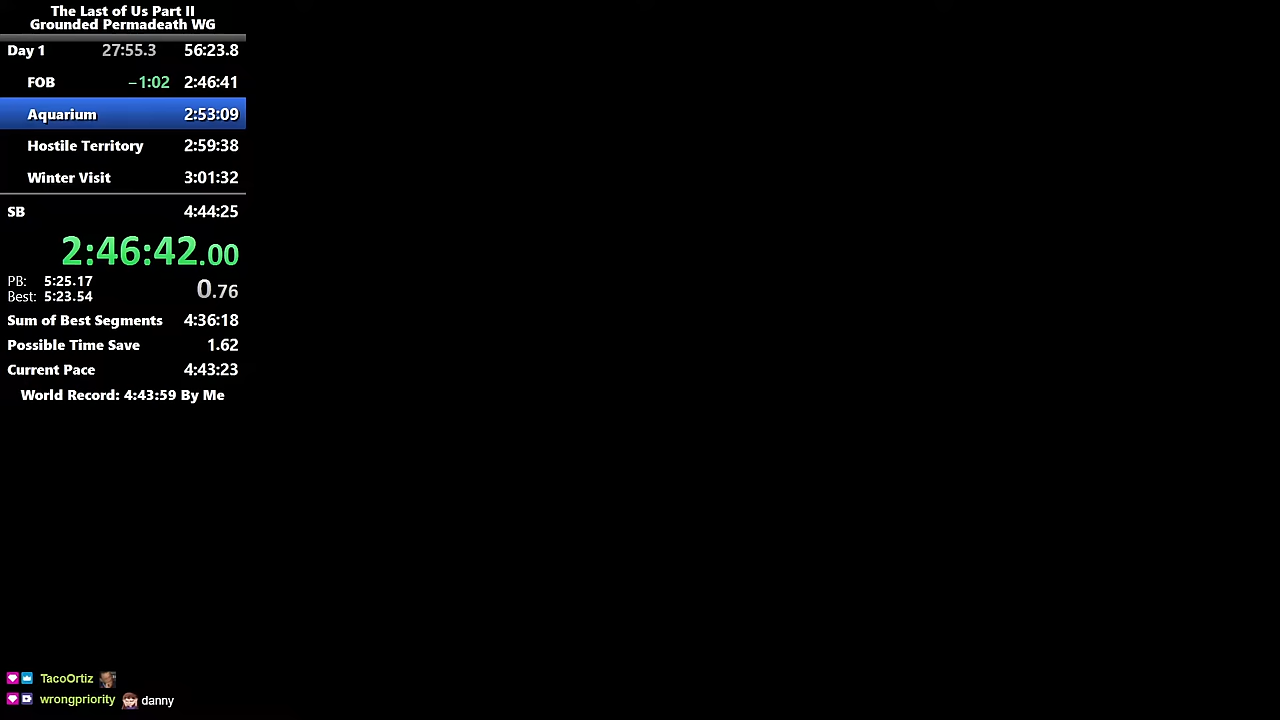 The Last of Us Part II
Grounded Permadeath WG
Day 1 27:55.3 56:23.8
FOB −1:02 2:46:41
Aquarium 2:53:09
Hostile Territory 2:59:38
Winter Visit 3:01:32
SB 4:44:25
2:46:42.00
PB: 5:25.17 0.76
Best: 5:23.54
Sum of Best Segments 4:36:18
Possible Time Save 1.62
Current Pace 4:43:23
World Record: 4:43:59 By Me
TacoOrtiz
wrongpriority danny